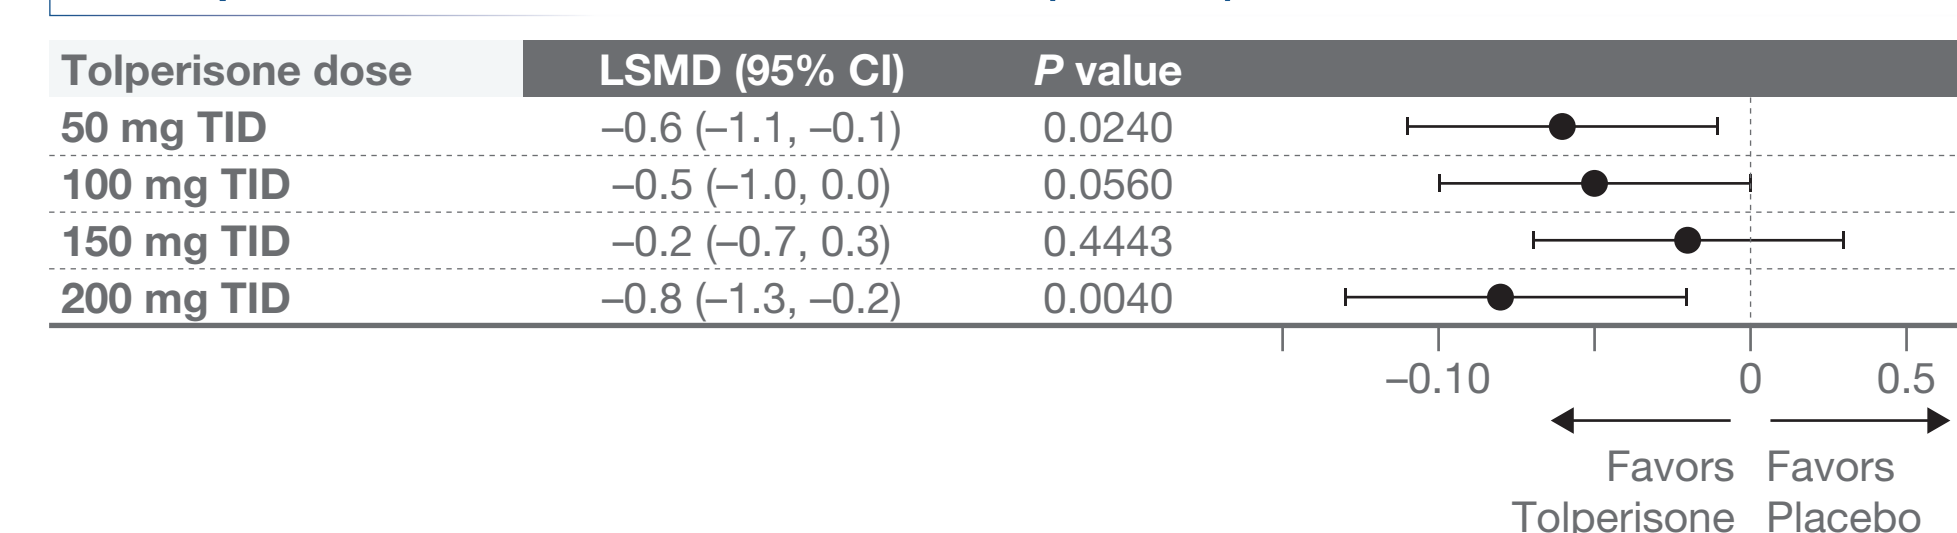 Tolperisone dose LSMD (95% CI) P value
50 mg TID –0.6 (–1.1, –0.1) 0.0240
100 mg TID –0.5 (–1.0, 0.0) 0.0560
150 mg TID –0.2 (–0.7, 0.3) 0.4443
200 mg TID –0.8 (–1.3, –0.2) 0.0040
–0.10 0 0.5
Favors Favors
Tolperisone Placebo